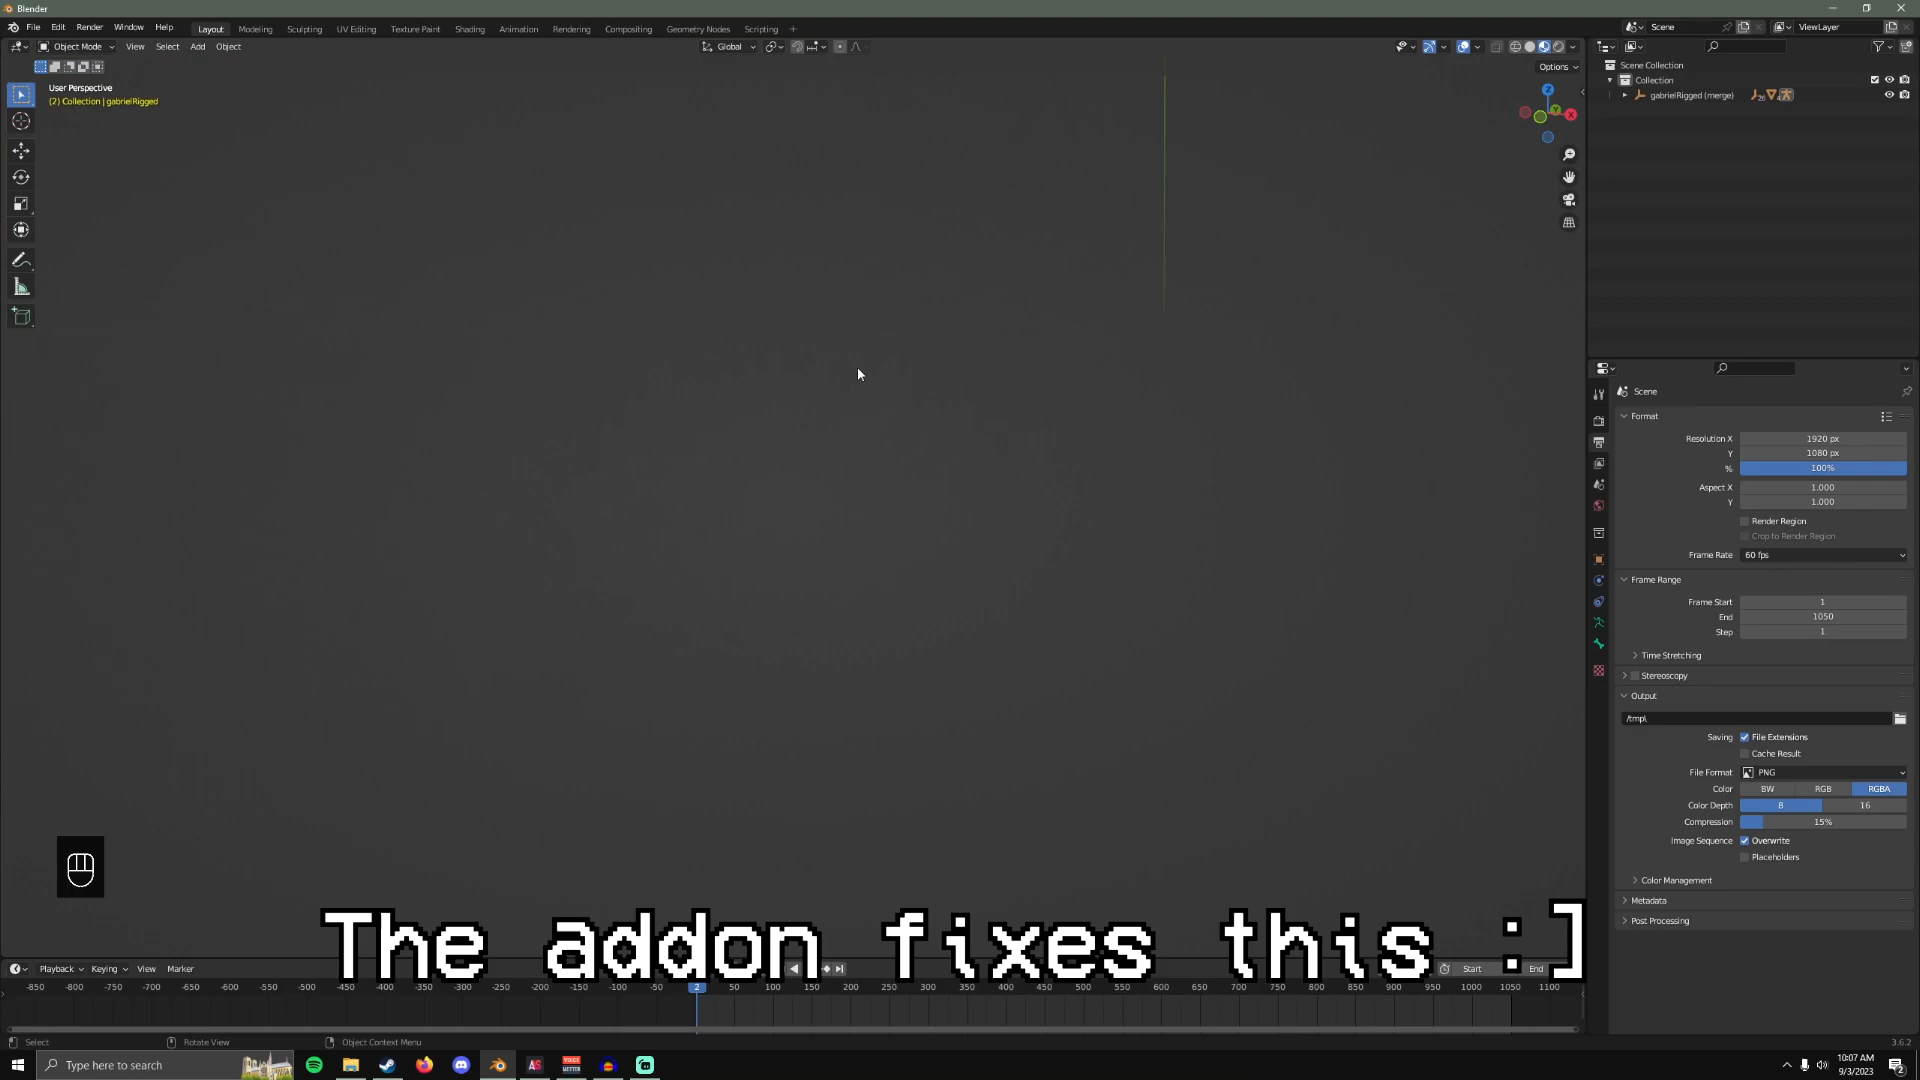 Blender
File Edit Render Window Help
Layout Modeling Sculpting UV Editing Texture Paint Shading Animation Rendering Compositing Geometry Nodes Scripting +
Scene
ViewLayer
Object Mode View Select Add Object
Global
Options
User Perspective
(2) Collection | gabrielRigged
Z
Y
X
Scene Collection
Collection
gabrielRigged (merge)
Scene
Format
Resolution X 1920 px
Y 1080 px
% 100%
Aspect X 1.000
Y 1.000
Render Region
Crop to Render Region
Frame Rate 60 fps
Frame Range
Frame Start 1
End 1050
Step 1
Time Stretching
Stereoscopy
Output
/tmp\
Saving File Extensions
Cache Result
File Format PNG
Color BW RGB RGBA
Color Depth 8 16
Compression 15%
Image Sequence Overwrite
Placeholders
Color Management
Metadata
Post Processing
The addon fixes this :]
Playback Keying View Marker
Start End
-850 -800 -750 -700 -650 -600 -550 -500 -450 -400 -350 -300 -250 -200 -150 -100 -50 2 50 100 150 200 250 300 350 400 450 500 550 600 650 700 750 800 850 900 950 1000 1050 1100
Select Rotate View Object Context Menu
3.6.2
Type here to search
10:07 AM
9/3/2023